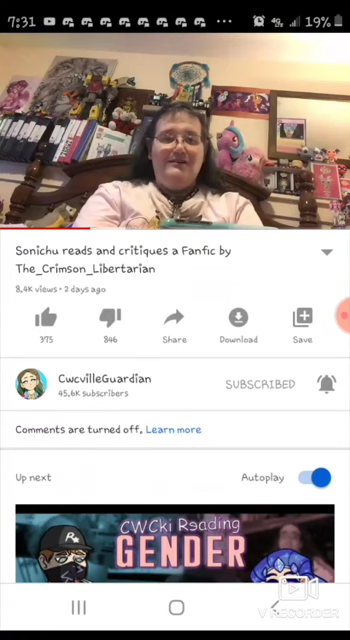 7:31 19%
Sonichu reads and critiques a Fanfic by
The_Crimson_Libertarian
8,4K views • 2 days ago
375 846 Share Download Save
CwcvilleGuardian SUBSCRIBED
45,6K subscribers
Comments are turned off. Learn more
Up next Autoplay
CWCki Reading
GENDER
V RECORDER